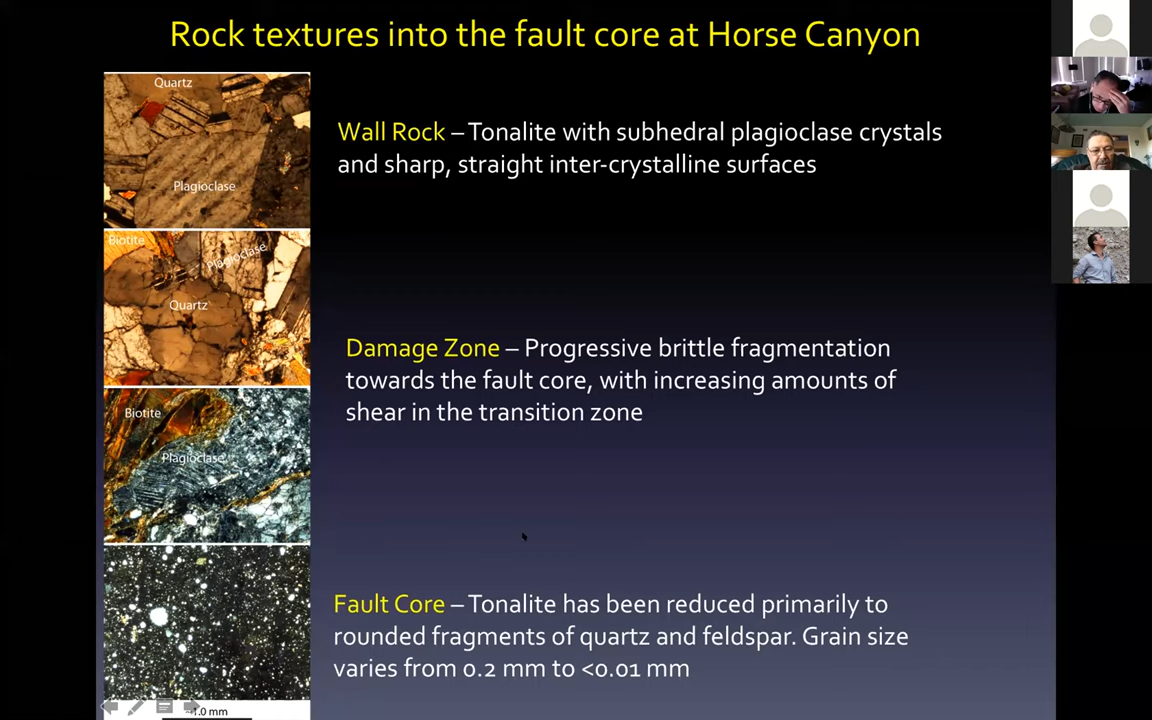 Rock textures into the fault core at Horse Canyon
Quartz
Plagioclase
Wall Rock – Tonalite with subhedral plagioclase crystals
and sharp, straight inter-crystalline surfaces
Biotite
Plagioclase
Quartz
Damage Zone – Progressive brittle fragmentation
towards the fault core, with increasing amounts of
shear in the transition zone
Biotite
Plagioclase
Fault Core – Tonalite has been reduced primarily to
rounded fragments of quartz and feldspar. Grain size
varies from 0.2 mm to <0.01 mm
1.0 mm